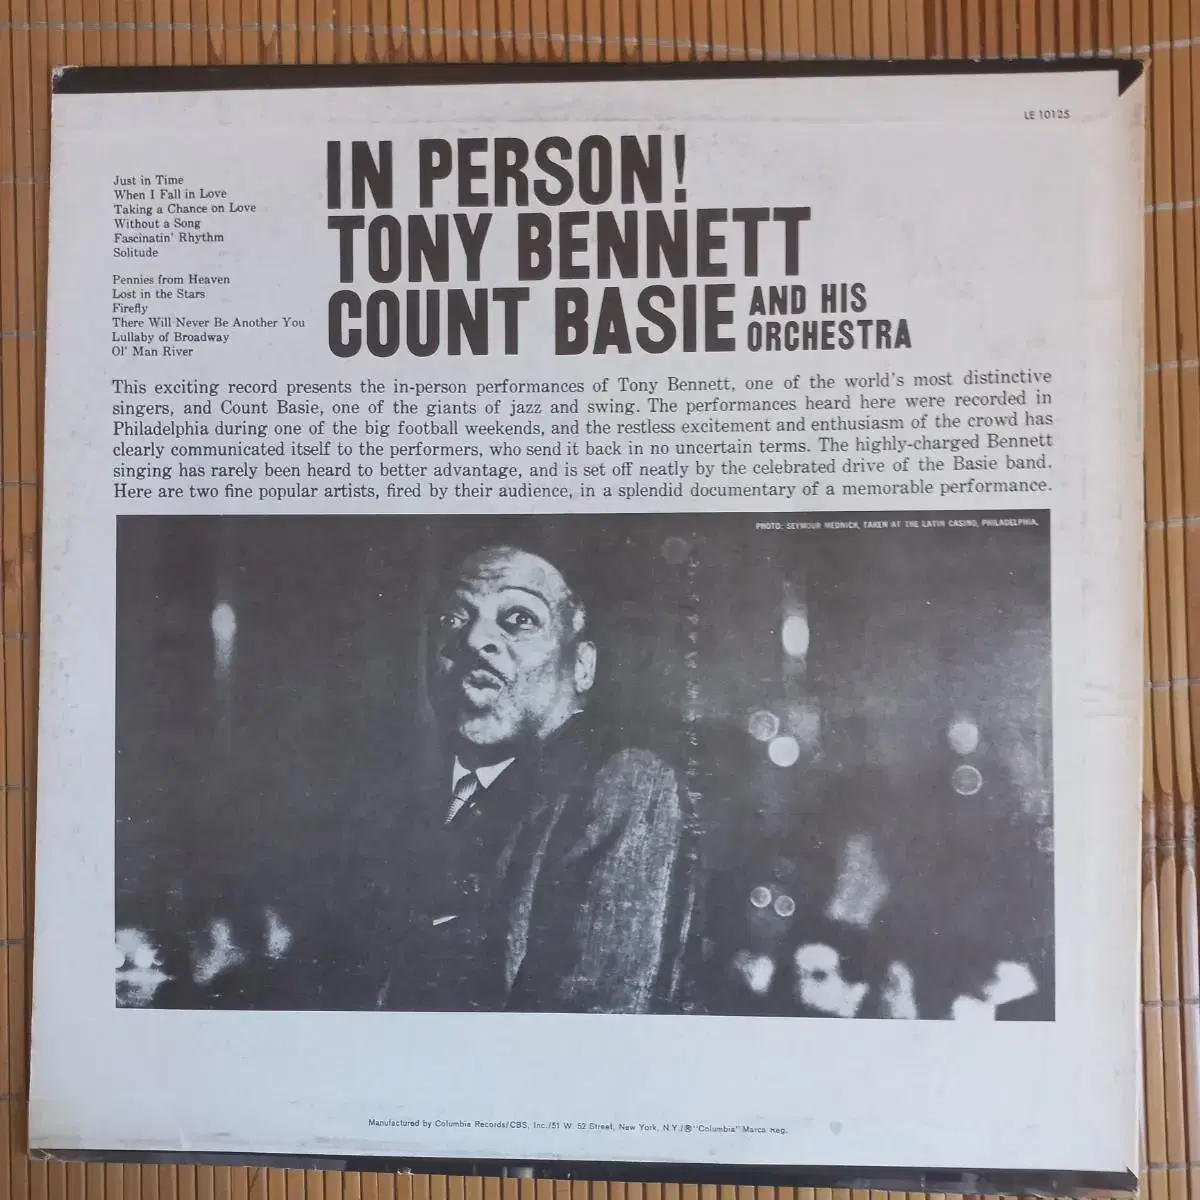 LE 10125
Just in Time
When I Fall in Love
Taking a Chance on Love
Without a Song
Fascinatin' Rhythm
Solitude
Pennies from Heaven
Lost in the Stars
Firefly
There Will Never Be Another You
Lullaby of Broadway
Ol' Man River
IN PERSON!
TONY BENNETT
COUNT BASIE AND HIS
ORCHESTRA
This exciting record presents the in-person performances of Tony Bennett, one of the world's most distinctive
singers, and Count Basie, one of the giants of jazz and swing. The performances heard here were recorded in
Philadelphia during one of the big football weekends, and the restless excitement and enthusiasm of the crowd has
clearly communicated itself to the performers, who send it back in no uncertain terms. The highly-charged Bennett
singing has rarely been heard to better advantage, and is set off neatly by the celebrated drive of the Basie band.
Here are two fine popular artists, fired by their audience, in a splendid documentary of a memorable performance.
PHOTO: SEYMOUR MEDNICK, TAKEN AT THE LATIN CASINO, PHILADELPHIA.
Manufactured by Columbia Records/CBS, Inc./51 W. 52 Street, New York, N.Y./® "Columbia" Marca Reg.